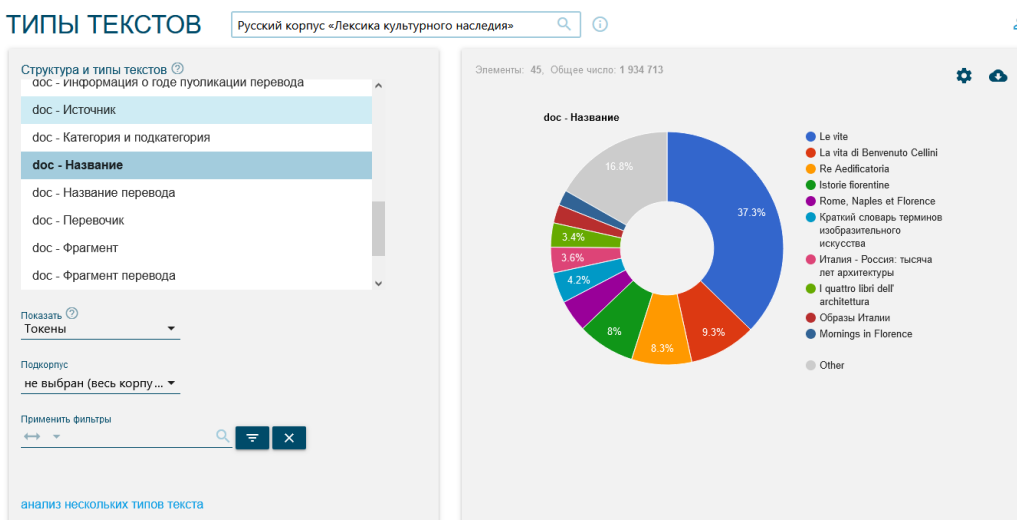 ТИПЫ ТЕКСТОВ
Русский корпус «Лексика культурного наследия»
Структура и типы текстов
doc - Информация о годе публикации перевода
doc - Источник
doc - Категория и подкатегория
doc - Название
doc - Название перевода
doc - Перевочик
doc - Фрагмент
doc - Фрагмент перевода
Показать
Токены
Подкорпус
не выбран (весь корпу ...
Применить фильтры
анализ нескольких типов текста
Элементы: 45, Общее число: 1 934 713
doc - Название
16.8%
37.3%
3.4%
3.6%
4.2%
8%
8.3%
9.3%
Le vite
La vita di Benvenuto Cellini
Re Aedificatoria
Istorie fiorentine
Rome, Naples et Florence
Краткий словарь терминов
изобразительного
искусства
Италия - Россия: тысяча
лет архитектуры
I quattro libri dell'
architettura
Образы Италии
Mornings in Florence
Other